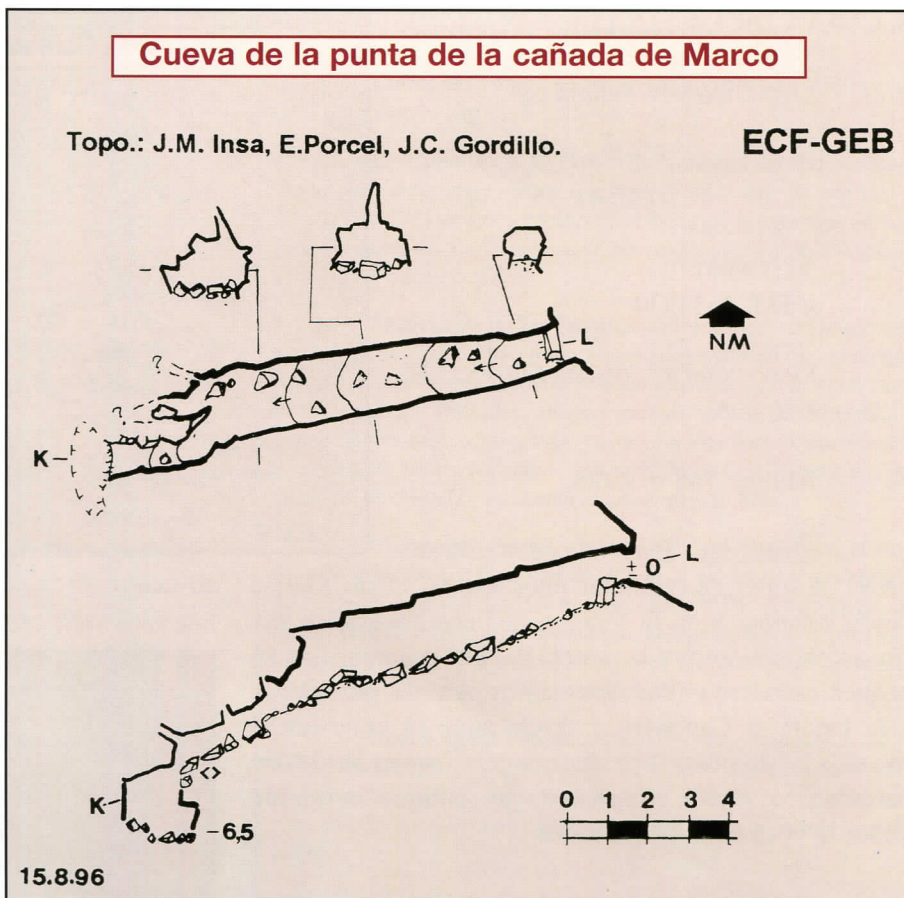 Cueva de la punta de la cañada de Marco
Topo.: J.M. Insa, E.Porcel, J.C. Gordillo.
ECF-GEB
NM
L
?
?
K
± 0 L
K
-6,5
0 1 2 3 4
15.8.96